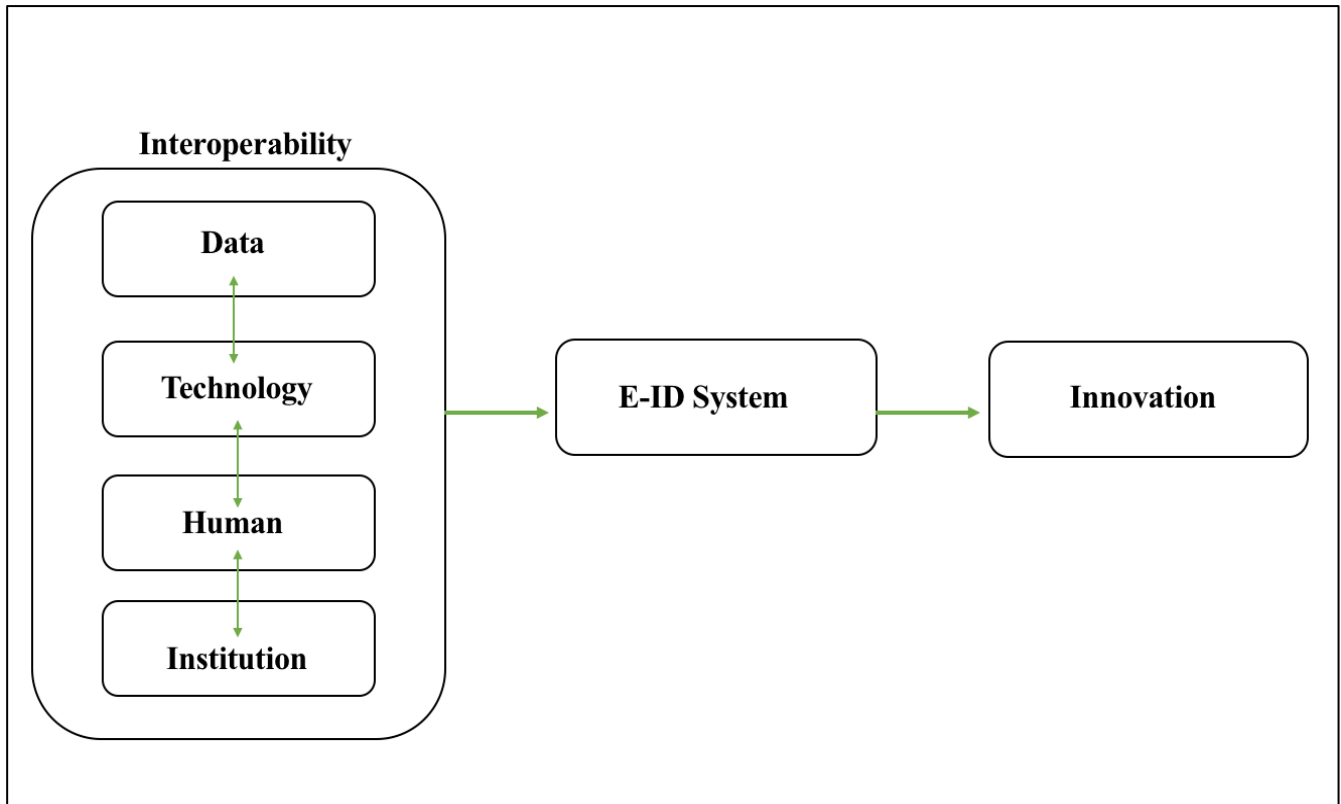 Interoperability
Data
Technology
Human
Institution
E-ID System
Innovation